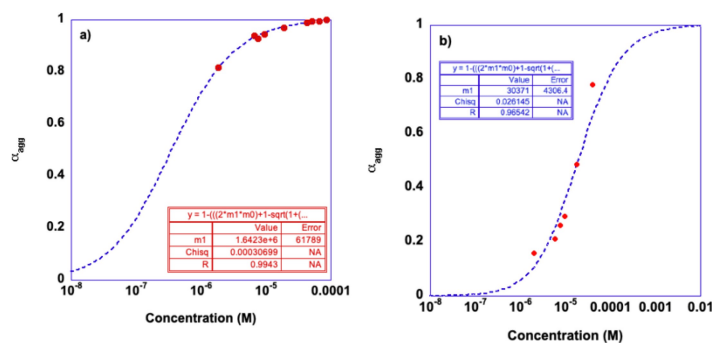 a)
1
0.8
0.6
0.4
0.2
0
αagg
y = 1-(((2*m1*m0)+1-sqrt(1+(...
Value Error
m1 1.6423e+6 61789
Chisq 0.00030699 NA
R 0.9943 NA
10-8 10-7 10-6 10-5 0.0001
Concentration (M)
b)
1.0
0.8
0.6
0.4
0.2
0.0
αagg
y = 1-(((2*m1*m0)+1-sqrt(1+(...
Value Error
m1 30371 4306.4
Chisq 0.026145 NA
R 0.96542 NA
10-8 10-7 10-6 10-5 0.0001 0.001 0.01
Concentration (M)